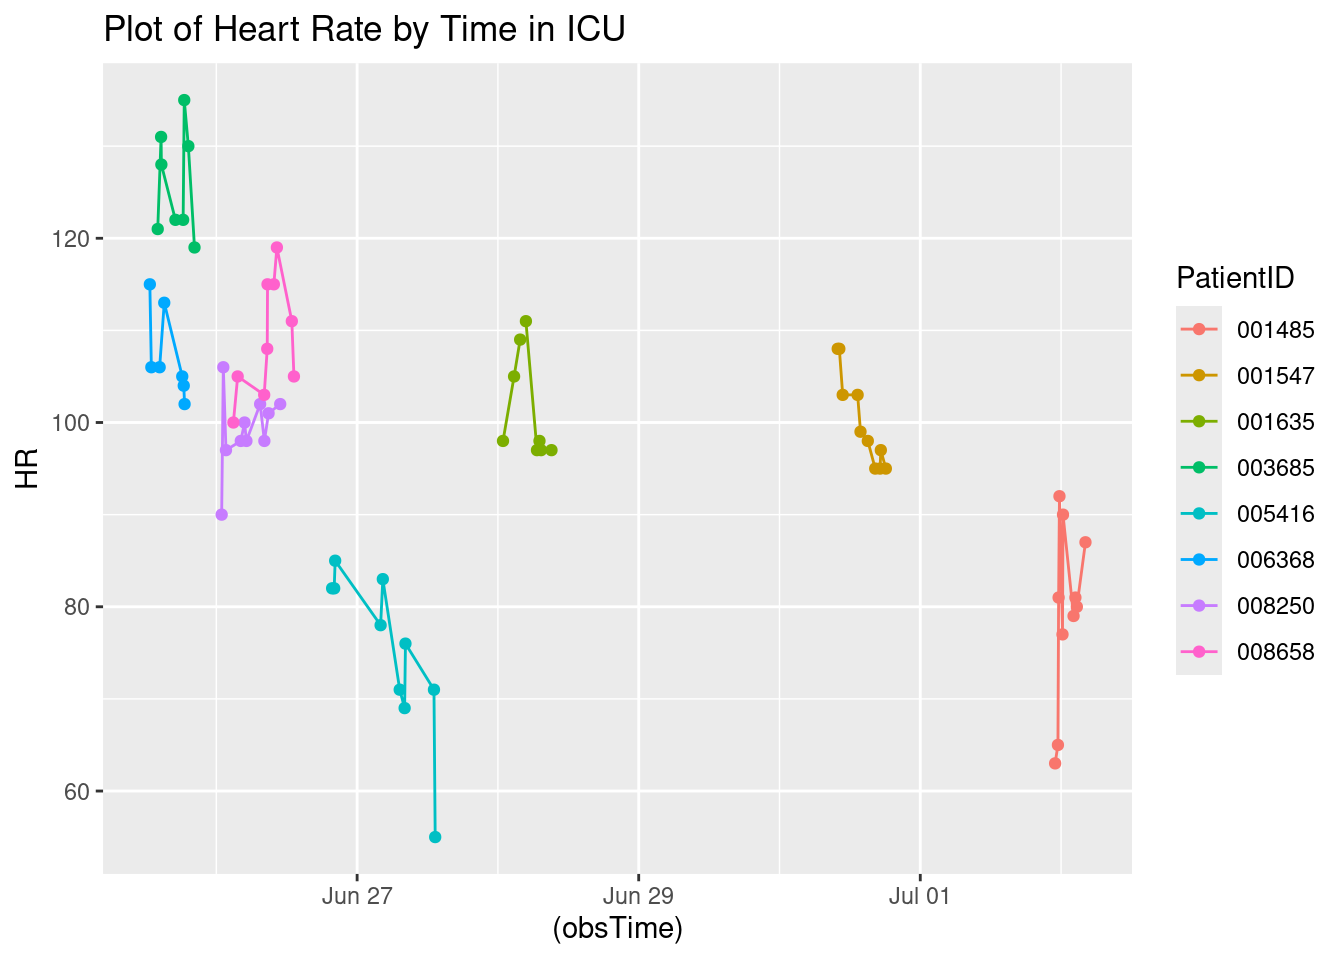 Plot of Heart Rate by Time in ICU
120
100
80
60
HR
Jun 27
Jun 29
Jul 01
(obsTime)
PatientID
001485
001547
001635
003685
005416
006368
008250
008658